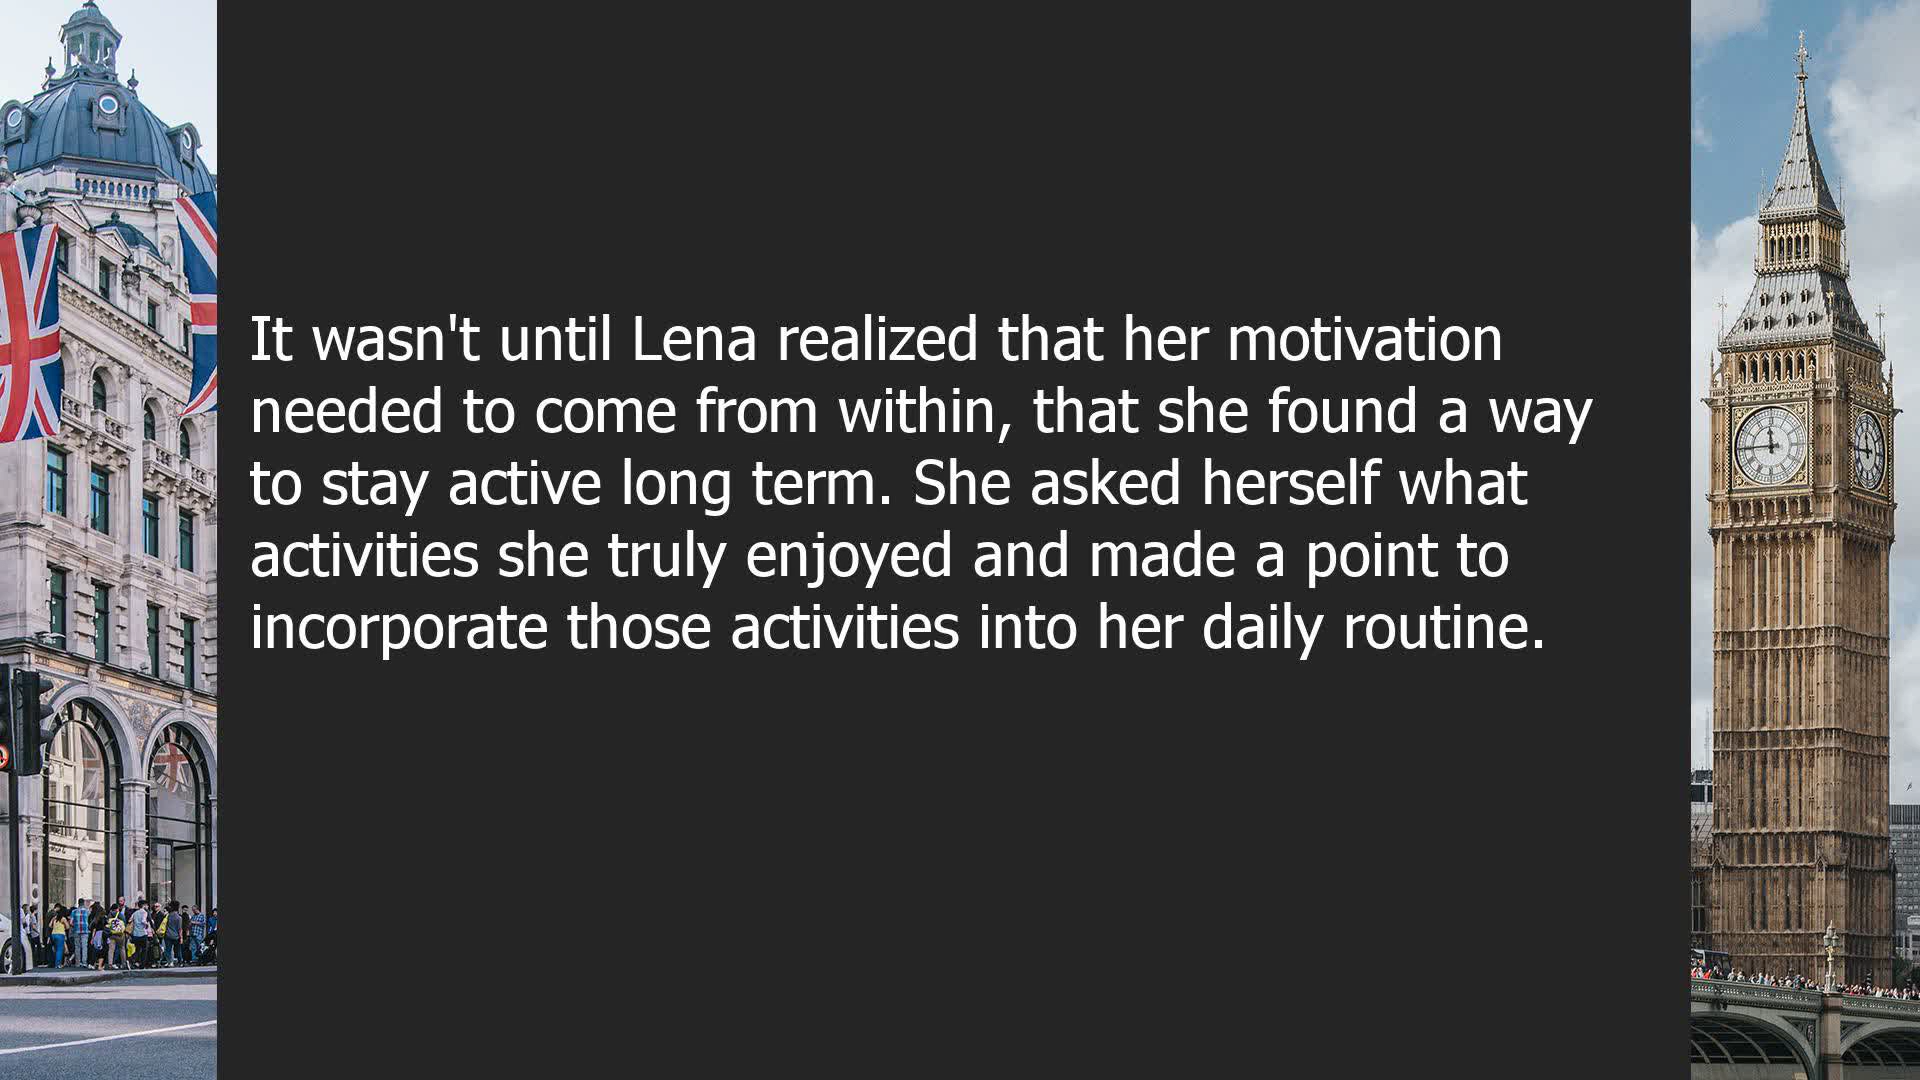 It wasn't until Lena realized that her motivation
needed to come from within, that she found a way
to stay active long term. She asked herself what
activities she truly enjoyed and made a point to
incorporate those activities into her daily routine.